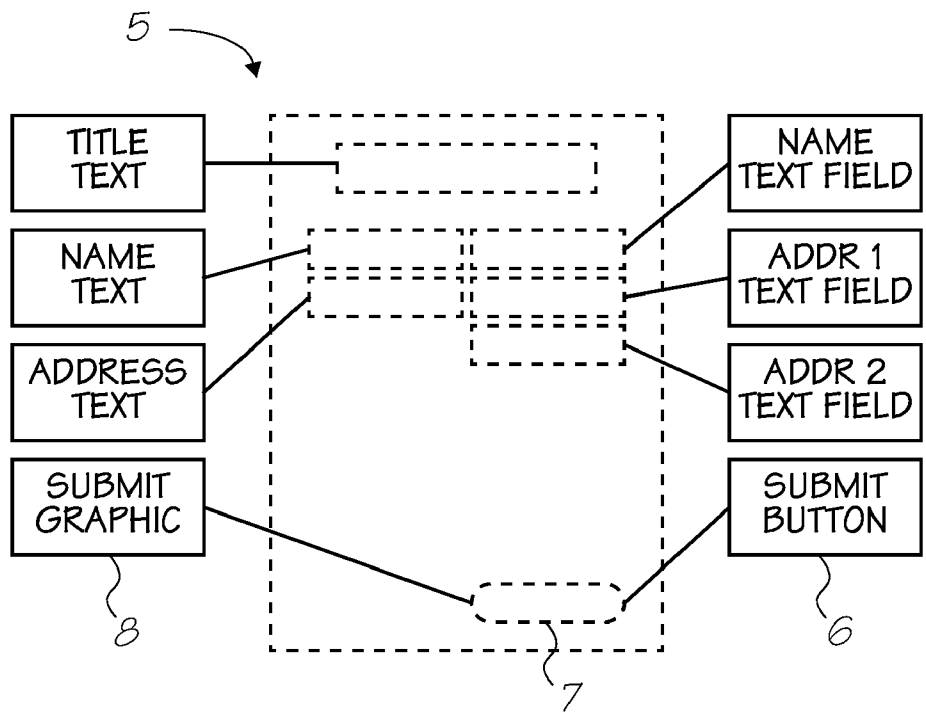 5
TITLE
TEXT
NAME
TEXT
ADDRESS
TEXT
SUBMIT
GRAPHIC
8
NAME
TEXT FIELD
ADDR 1
TEXT FIELD
ADDR 2
TEXT FIELD
SUBMIT
BUTTON
6
7